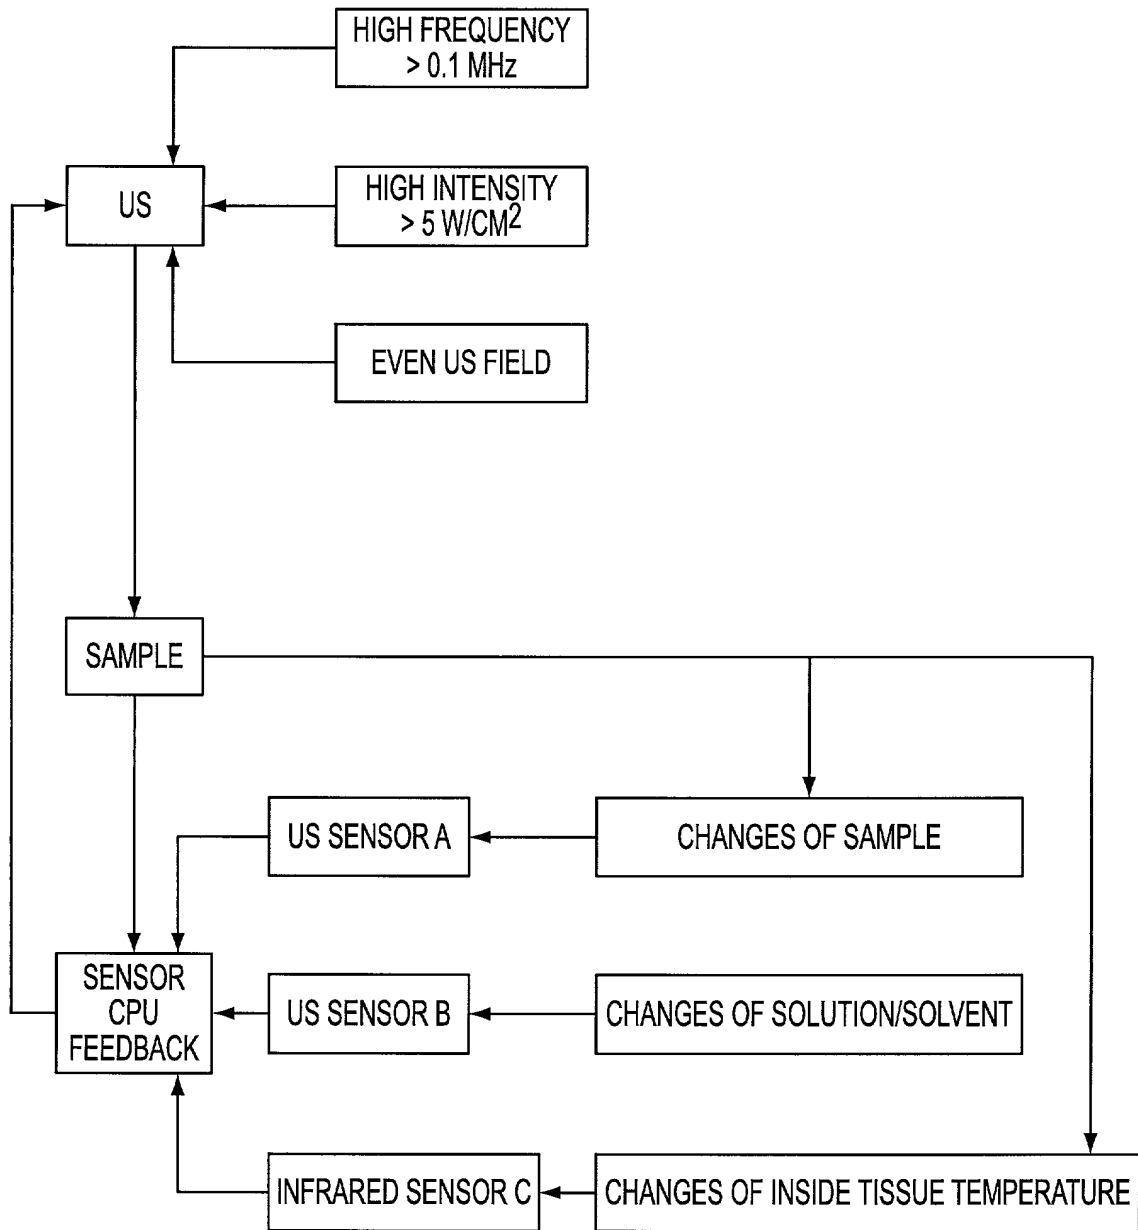 HIGH FREQUENCY
> 0.1 MHz
US
HIGH INTENSITY
> 5 W/CM²
EVEN US FIELD
SAMPLE
US SENSOR A
CHANGES OF SAMPLE
SENSOR
CPU
FEEDBACK
US SENSOR B
CHANGES OF SOLUTION/SOLVENT
INFRARED SENSOR C
CHANGES OF INSIDE TISSUE TEMPERATURE